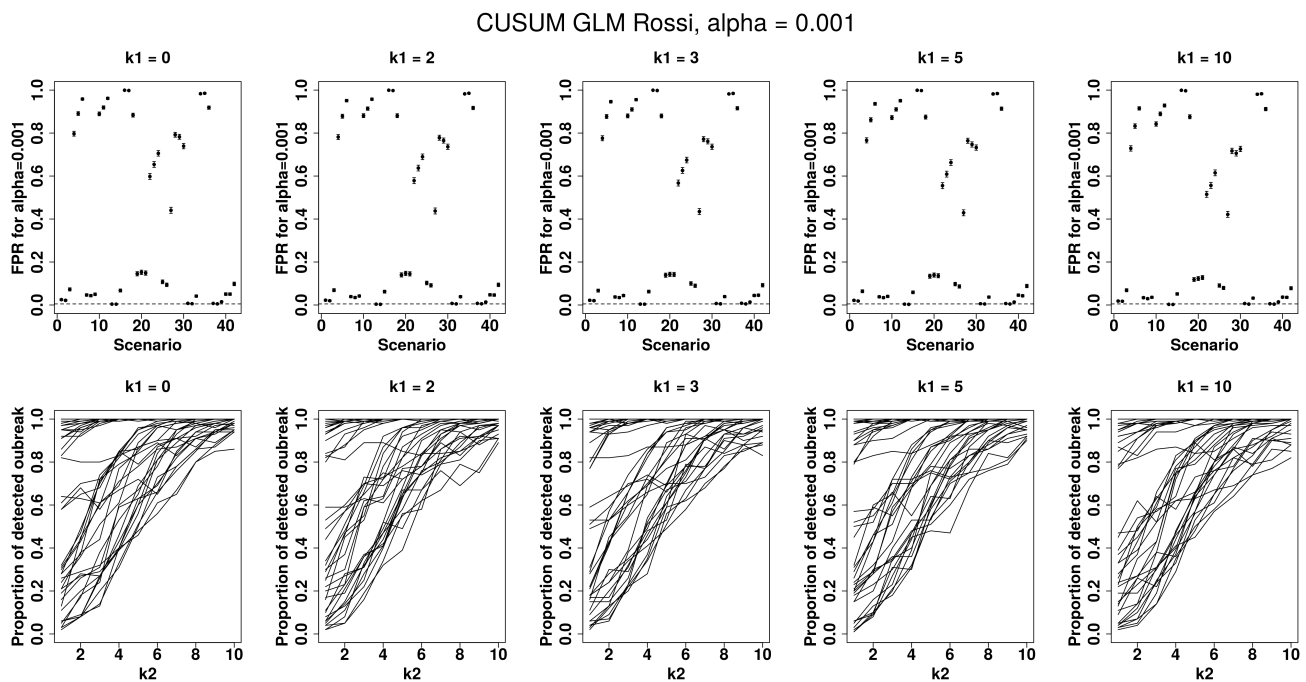 CUSUM GLM Rossi, alpha = 0.001
k1 = 0
k1 = 2
k1 = 3
k1 = 5
k1 = 10
FPR for alpha=0.001
0.0 0.2 0.4 0.6 0.8 1.0
FPR for alpha=0.001
0.0 0.2 0.4 0.6 0.8 1.0
FPR for alpha=0.001
0.0 0.2 0.4 0.6 0.8 1.0
FPR for alpha=0.001
0.0 0.2 0.4 0.6 0.8 1.0
FPR for alpha=0.001
0.0 0.2 0.4 0.6 0.8 1.0
0 10 20 30 40
0 10 20 30 40
0 10 20 30 40
0 10 20 30 40
0 10 20 30 40
Scenario
Scenario
Scenario
Scenario
Scenario
k1 = 0
k1 = 2
k1 = 3
k1 = 5
k1 = 10
Proportion of detected oubreak
0.0 0.2 0.4 0.6 0.8 1.0
Proportion of detected oubreak
0.0 0.2 0.4 0.6 0.8 1.0
Proportion of detected oubreak
0.0 0.2 0.4 0.6 0.8 1.0
Proportion of detected oubreak
0.0 0.2 0.4 0.6 0.8 1.0
Proportion of detected oubreak
0.0 0.2 0.4 0.6 0.8 1.0
2 4 6 8 10
2 4 6 8 10
2 4 6 8 10
2 4 6 8 10
2 4 6 8 10
k2
k2
k2
k2
k2